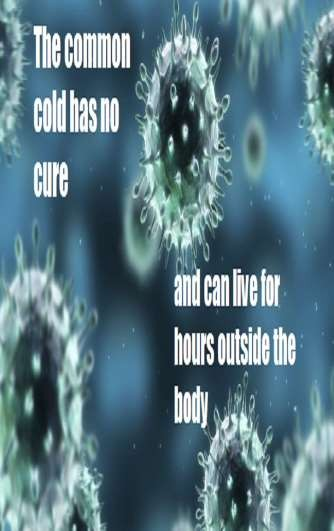 The common
cold has no
cure
and can live for
hours outside the
body